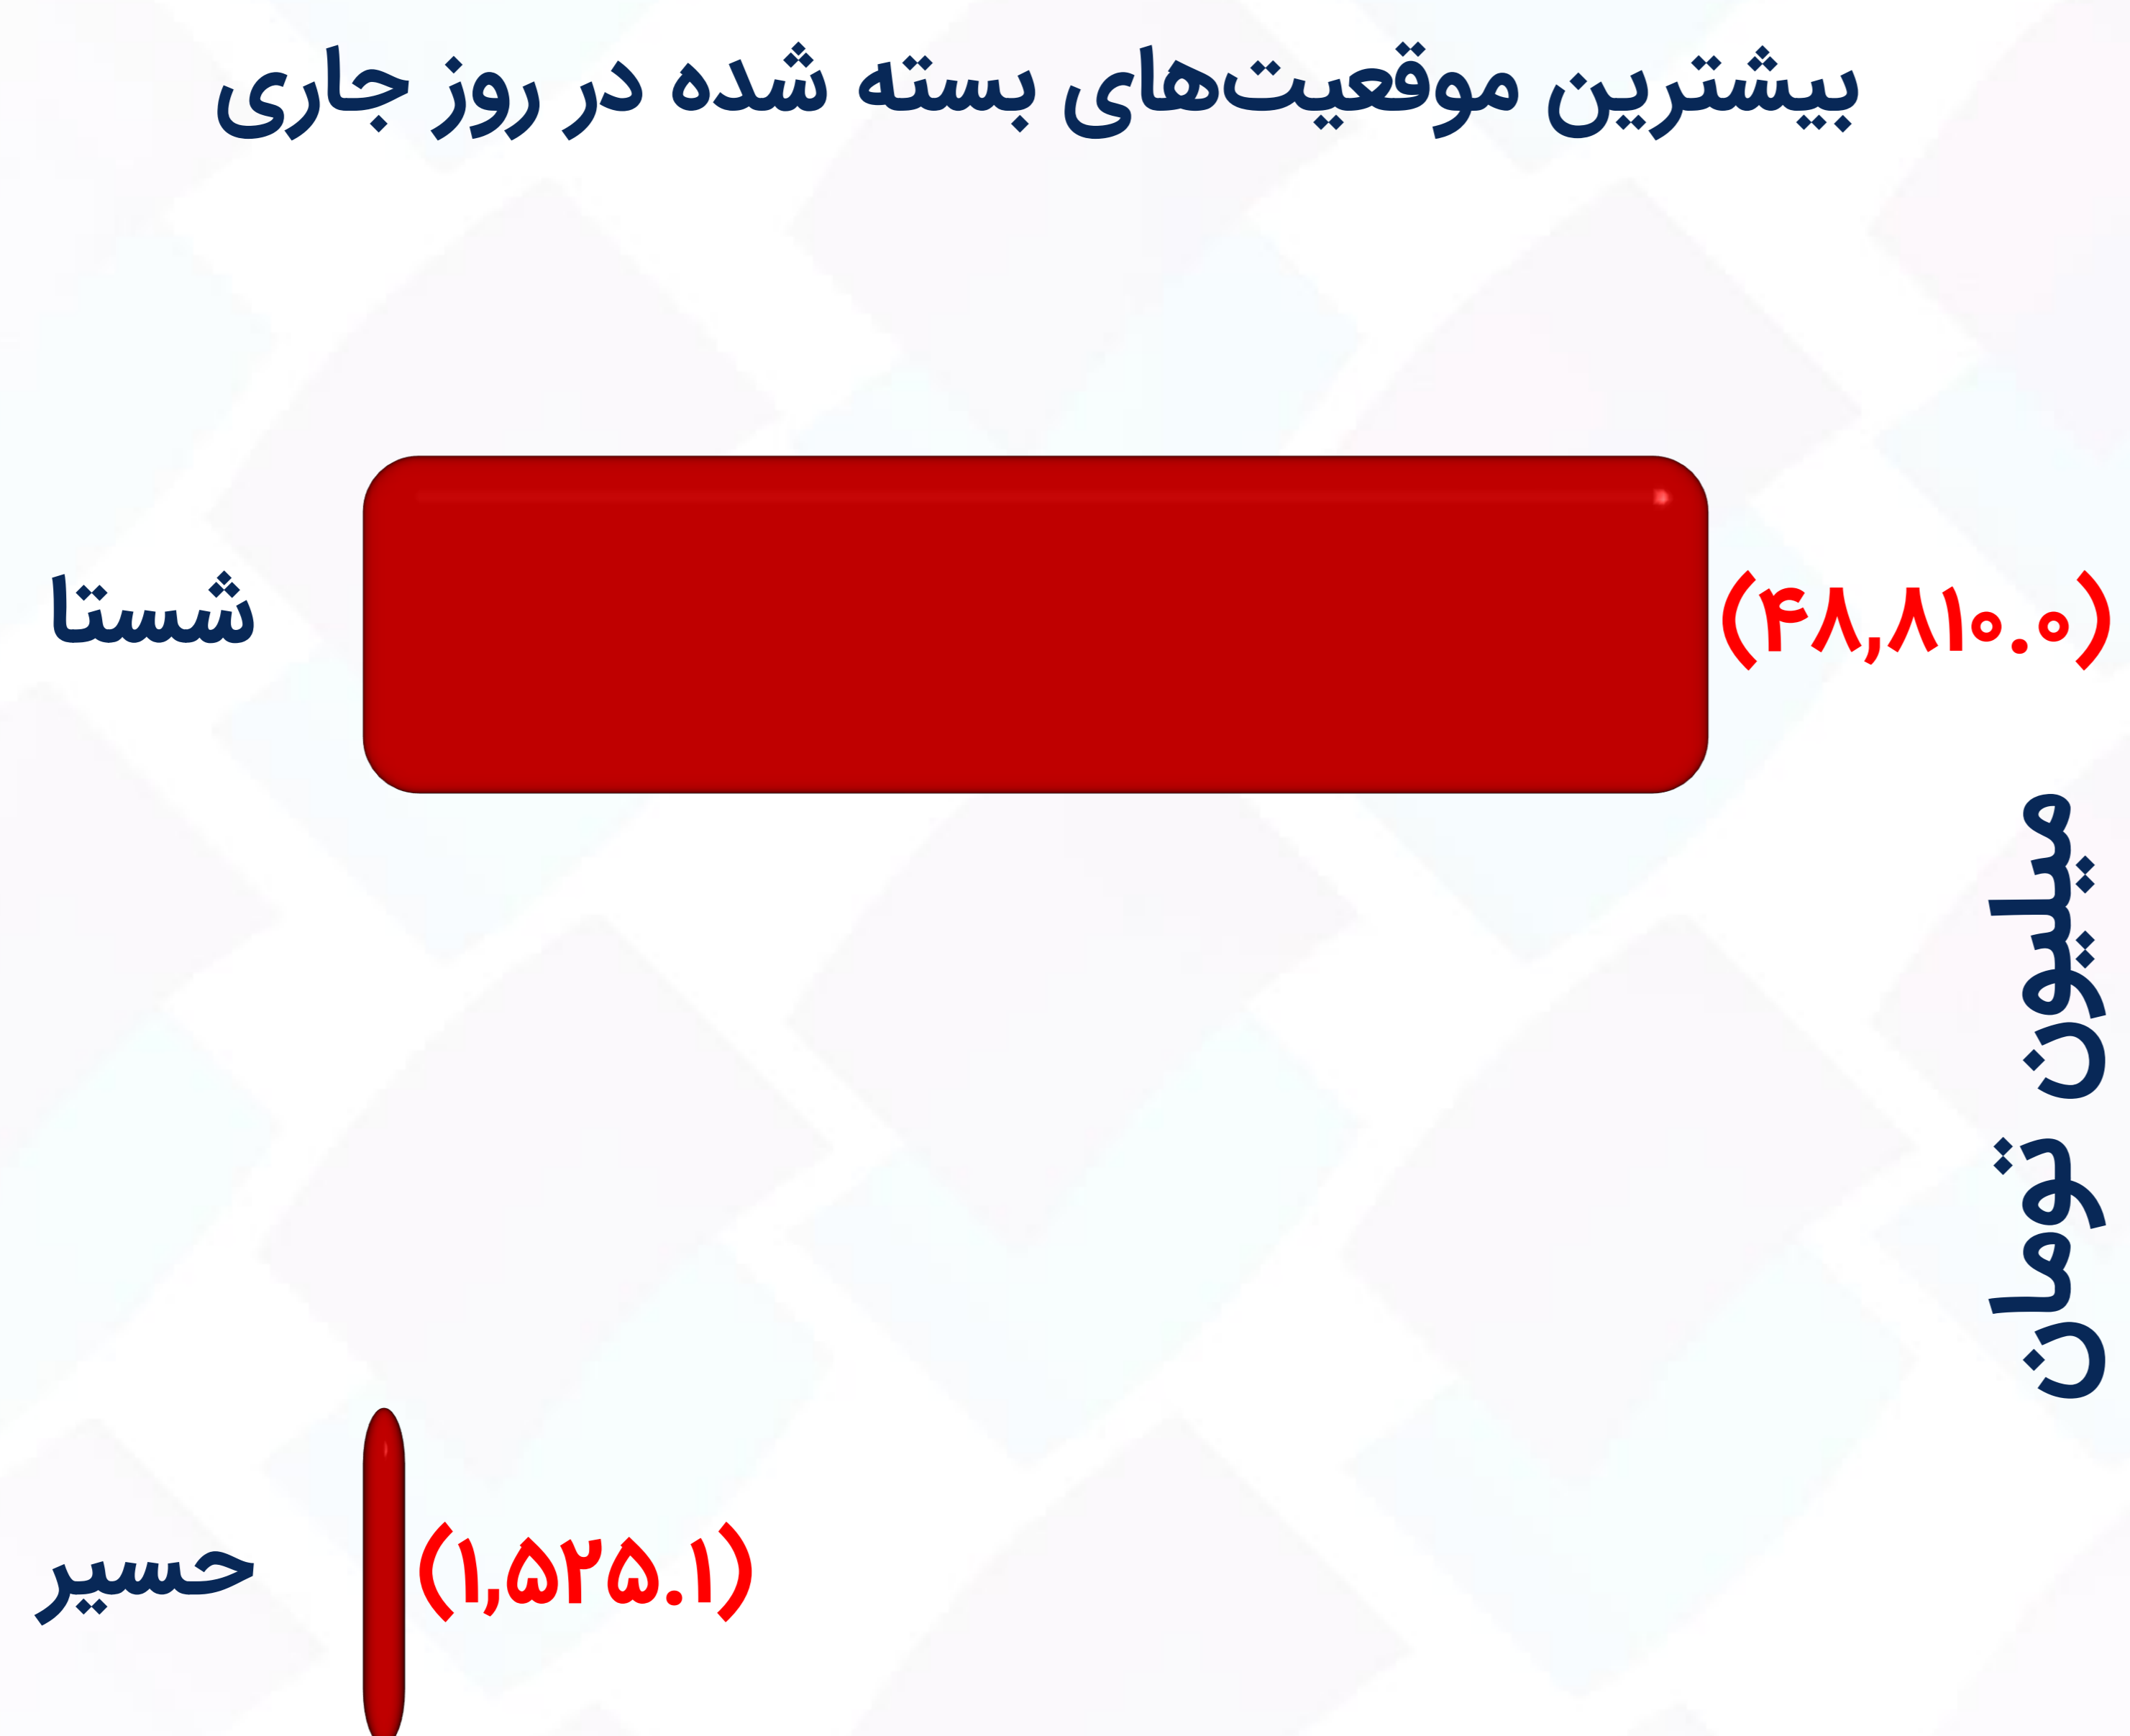 بیشترین موقعیت‌های بسته شده در روز جاری
شستا
(۴۸,۸۱۰.۰)
میلیون تومان
حسیر
(۱,۵۲۵.۱)